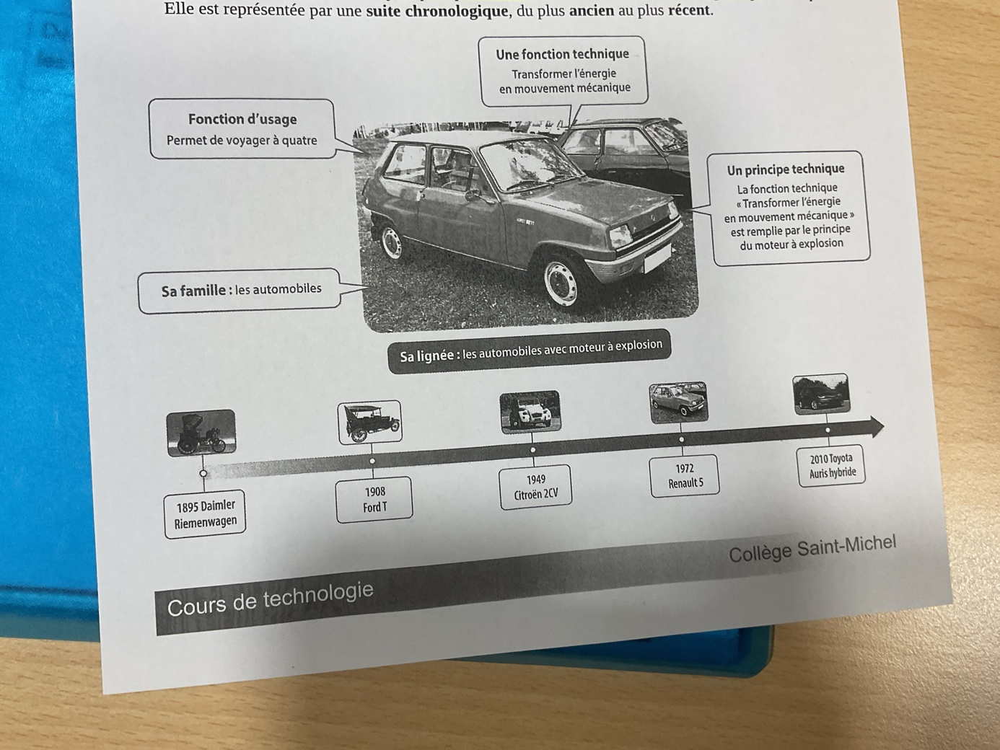 Elle est représentée par une suite chronologique, du plus ancien au plus récent.
Une fonction technique
Transformer l'énergie
en mouvement mécanique
Fonction d'usage
Permet de voyager à quatre
Un principe technique
La fonction technique
« Transformer l'énergie
en mouvement mécanique »
est remplie par le principe
du moteur à explosion
Sa famille : les automobiles
Sa lignée : les automobiles avec moteur à explosion
1895 Daimler
Riemenwagen
1908
Ford T
1949
Citroën 2CV
1972
Renault 5
2010 Toyota
Auris hybride
Cours de technologie
Collège Saint-Michel